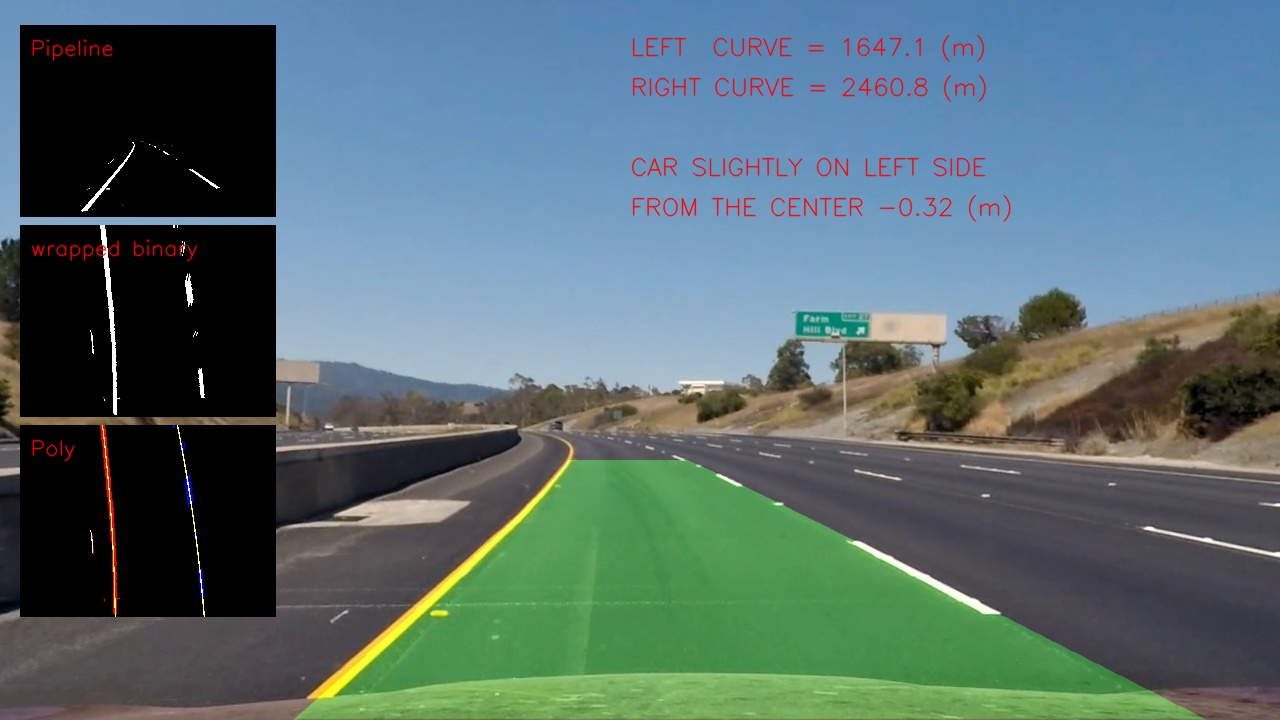 Pipeline
LEFT CURVE = 1647.1 (m)
RIGHT CURVE = 2460.8 (m)
CAR SLIGHTLY ON LEFT SIDE
FROM THE CENTER -0.32 (m)
wrapped binary
Farm
Hill Blvd
Poly